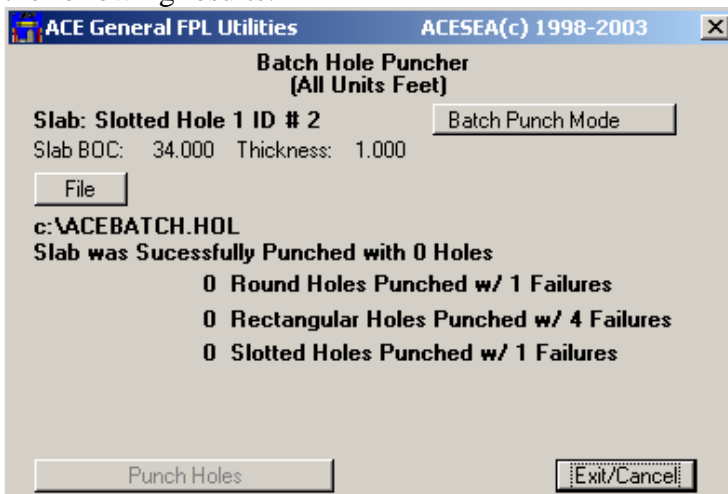 ACE General FPL Utilities ACESEA(c) 1998-2003
Batch Hole Puncher
(All Units Feet)
Slab: Slotted Hole 1 ID # 2 Batch Punch Mode
Slab BOC: 34.000 Thickness: 1.000
File
c:\ACEBATCH.HOL
Slab was Sucessfully Punched with 0 Holes
0 Round Holes Punched w/ 1 Failures
0 Rectangular Holes Punched w/ 4 Failures
0 Slotted Holes Punched w/ 1 Failures
Punch Holes Exit/Cancel